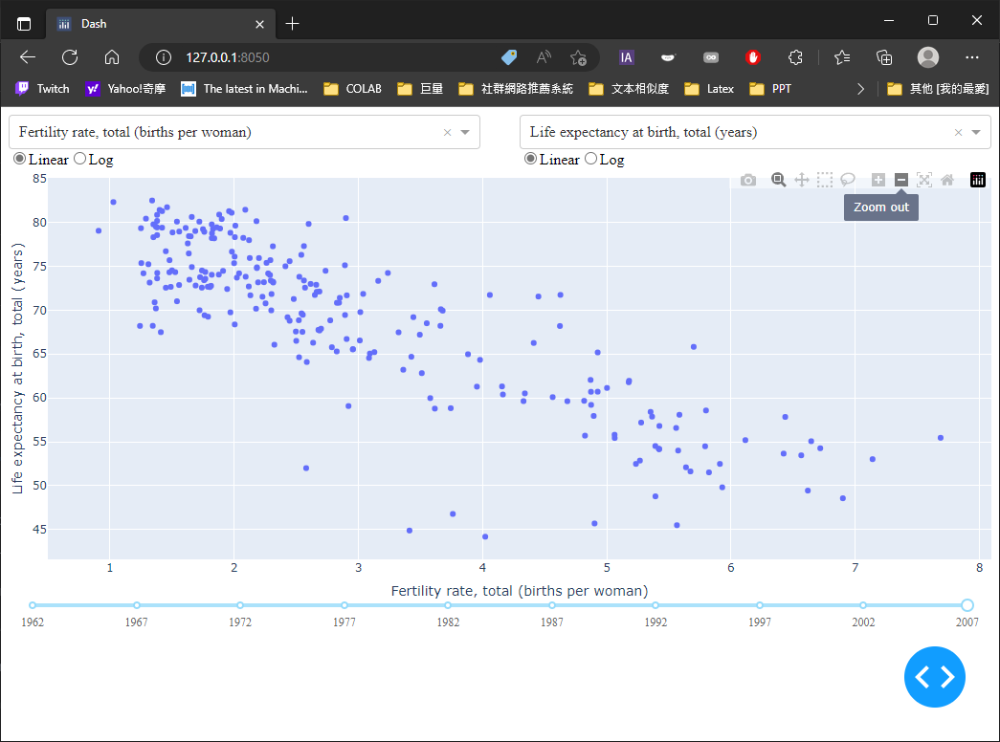 Dash
127.0.0.1:8050
IA
Twitch
Yahoo!奇摩
The latest in Machi...
COLAB
巨量
社群網路推薦系統
文本相似度
Latex
PPT
其他 [我的最愛]
Fertility rate, total (births per woman)
Life expectancy at birth, total (years)
Linear Log
Linear Log
Zoom out
Life expectancy at birth, total (years)
85
80
75
70
65
60
55
50
45
1 2 3 4 5 6 7 8
Fertility rate, total (births per woman)
1962 1967 1972 1977 1982 1987 1992 1997 2002 2007